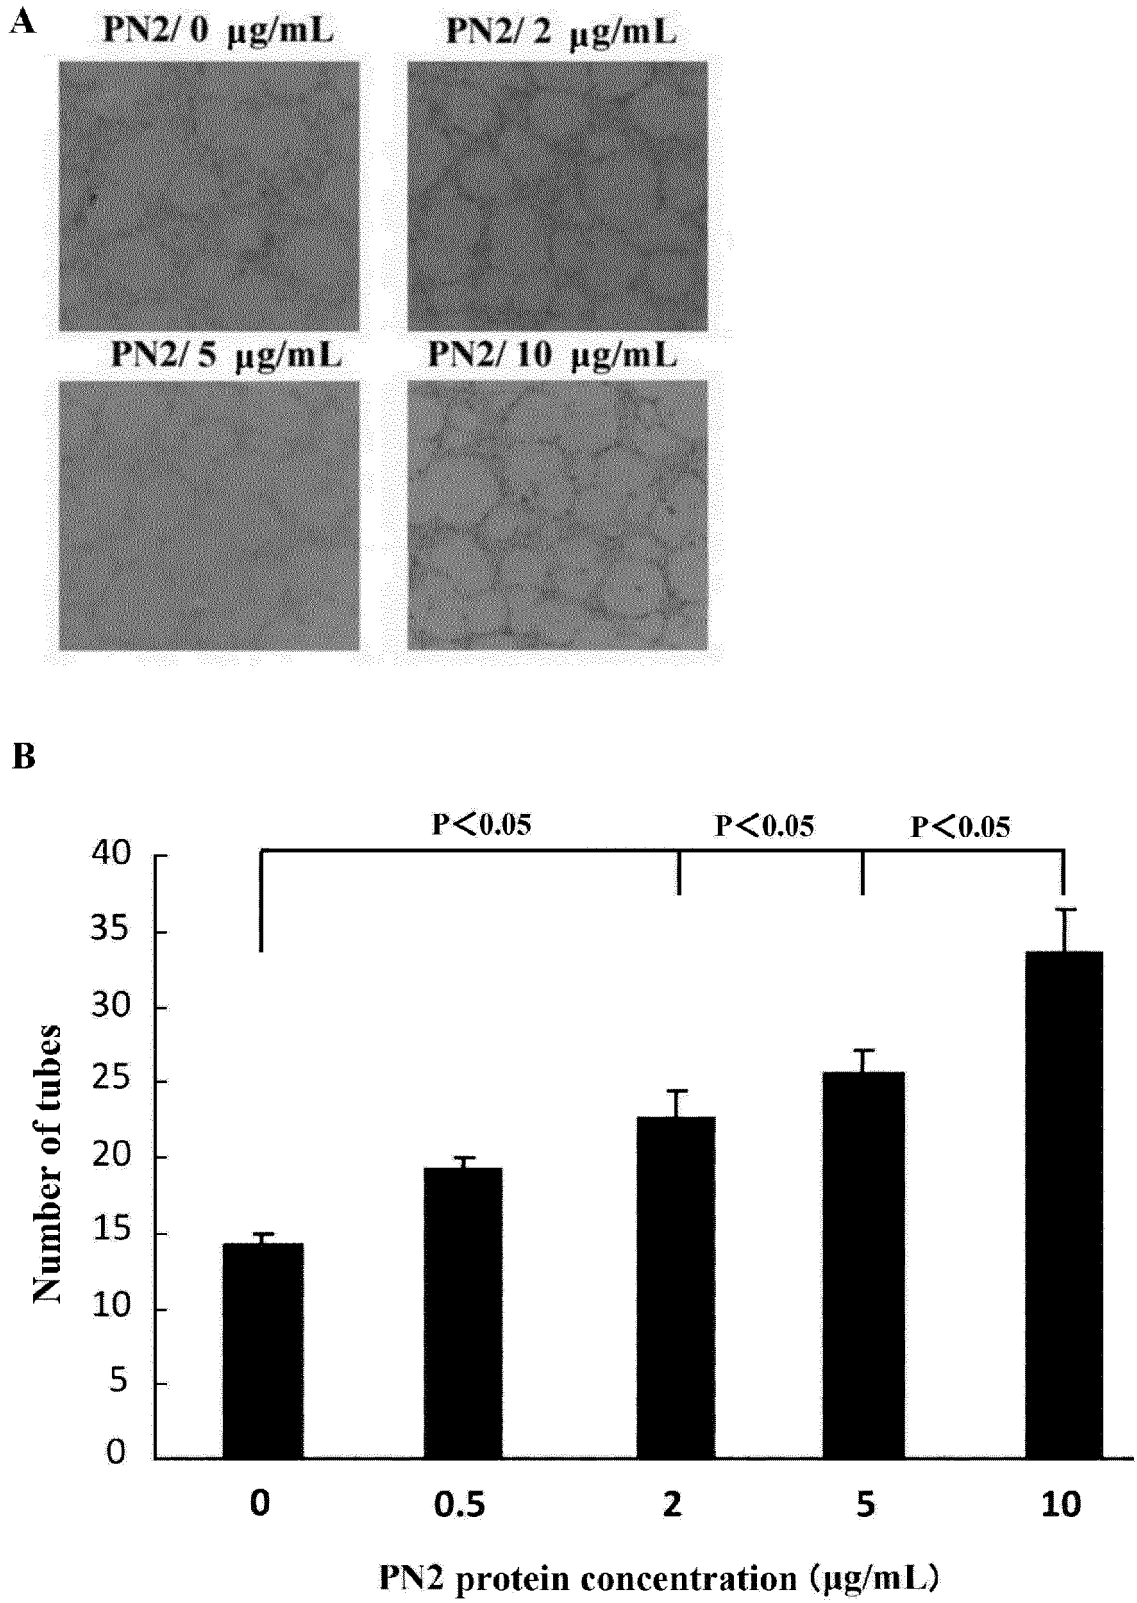 A
PN2/ 0 μg/mL
PN2/ 2 μg/mL
PN2/ 5 μg/mL
PN2/ 10 μg/mL
B
P<0.05
P<0.05
P<0.05
40
35
30
25
20
15
10
5
0
Number of tubes
0
0.5
2
5
10
PN2 protein concentration (μg/mL)